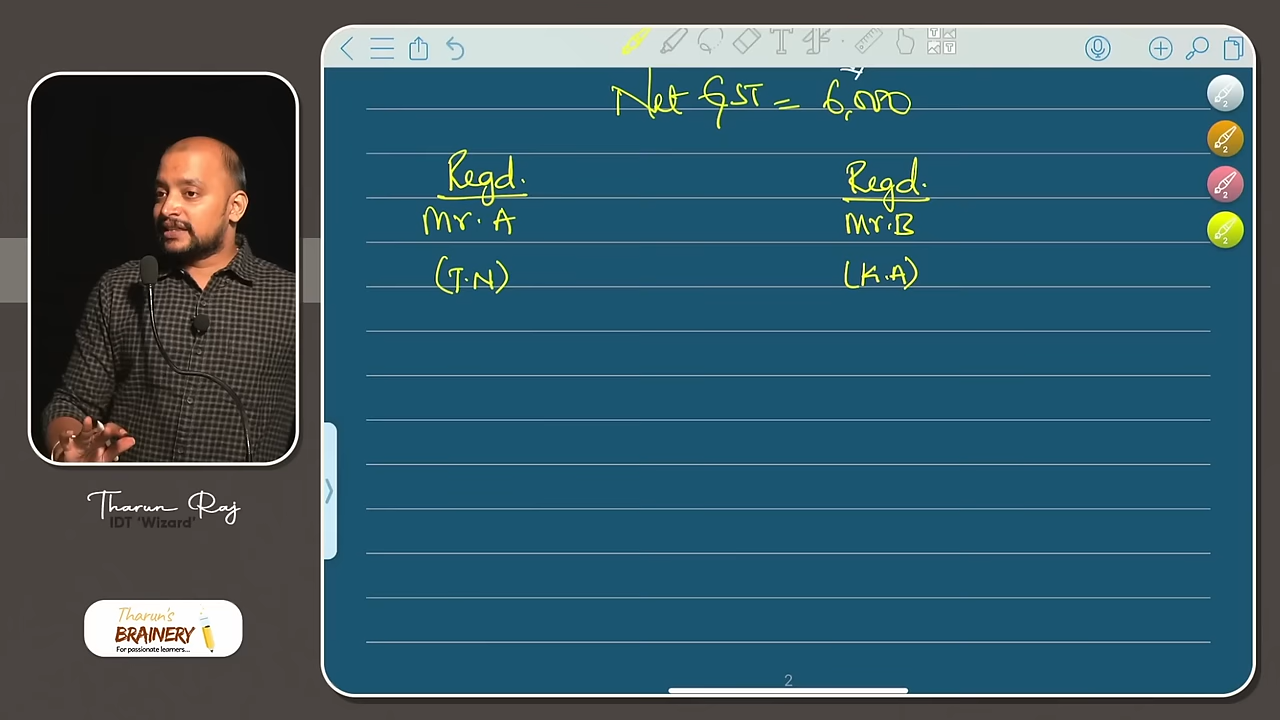 Net GST = 6,000
Regd. Regd.
Mr. A Mr. B
(T.N) (K.A)
Tharun Raj
IDT 'Wizard'
Tharun's
BRAINERY
For passionate learners...
2